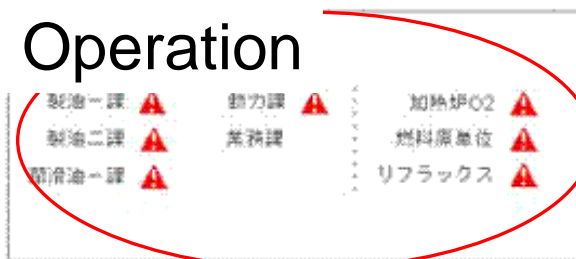 Operation
製油一課 動力課 加熱炉O2
製油二課 業務課 燃料原単位
潤滑油一課 リフラックス